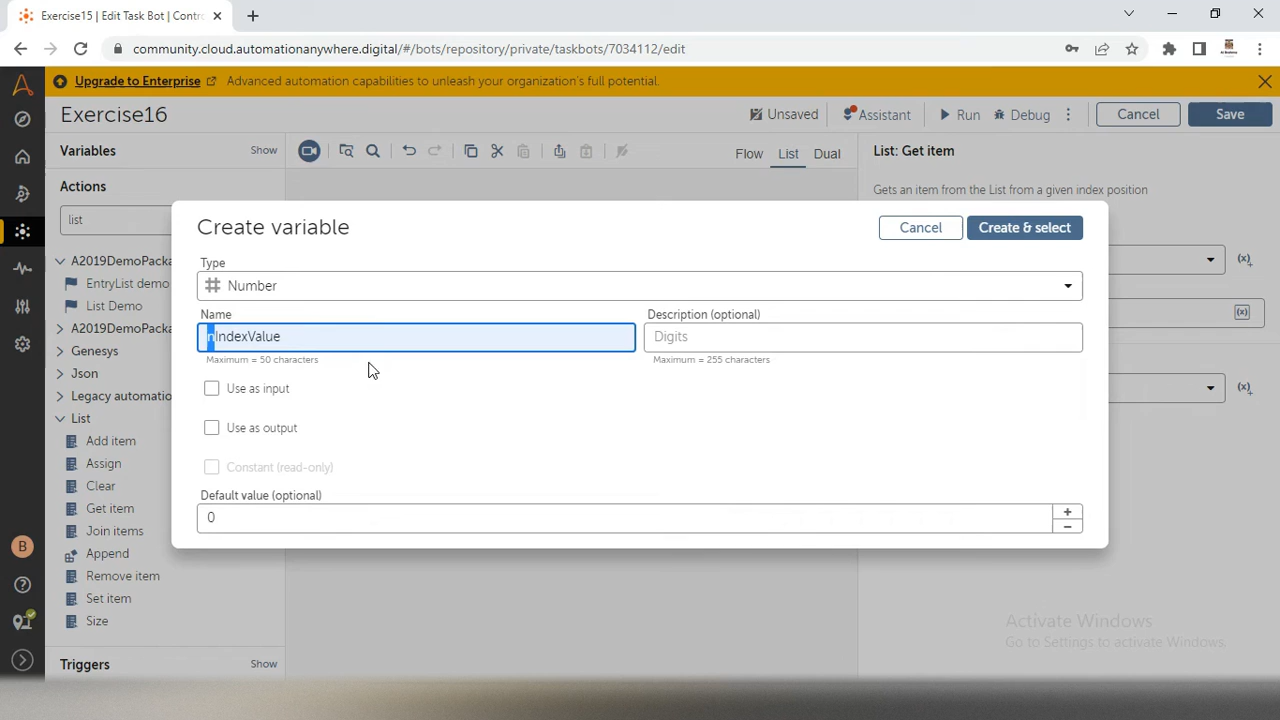 Exercise15 | Edit Task Bot | Contro
community.cloud.automationanywhere.digital/#/bots/repository/private/taskbots/7034112/edit
Upgrade to Enterprise Advanced automation capabilities to unleash your organization's full potential.
Exercise16 Unsaved Assistant Run Debug Cancel Save
Variables Show Flow List Dual List: Get item
Actions Gets an item from the List from a given index position
list
Create variable Cancel Create & select
A2019DemoPacka
EntryList demo
List Demo
A2019DemoPacka
Genesys
Json
Legacy automatio
List
Add item
Assign
Clear
Get item
Join items
Append
Remove item
Set item
Size
Triggers Show
Type
Number
Name Description (optional)
nIndexValue Digits
Maximum = 50 characters Maximum = 255 characters
Use as input
Use as output
Constant (read-only)
Default value (optional)
0
(x)+
(x)
(x)+
B
Activate Windows
Go to Settings to activate Windows.